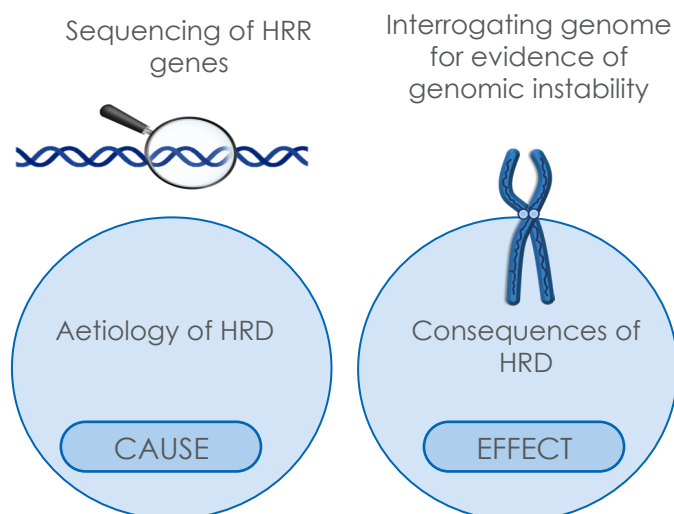 Sequencing of HRR
genes
Interrogating genome
for evidence of
genomic instability
Aetiology of HRD
CAUSE
Consequences of
HRD
EFFECT